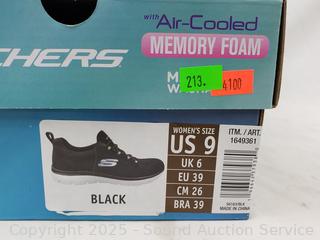 with Air-Cooled
MEMORY FOAM
CHERS
213.
4100
WOMEN'S SIZE
US 9
UK 6
EU 39
CM 26
BRA 39
ITM. / ART.
1649361
BLACK
MADE IN CHINA
Copyright 2025 - Sound Auction Service